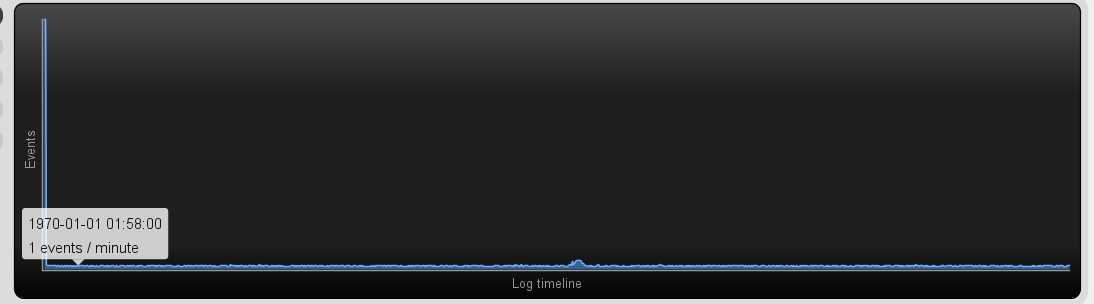 Events
1970-01-01 01:58:00
1 events / minute
Log timeline